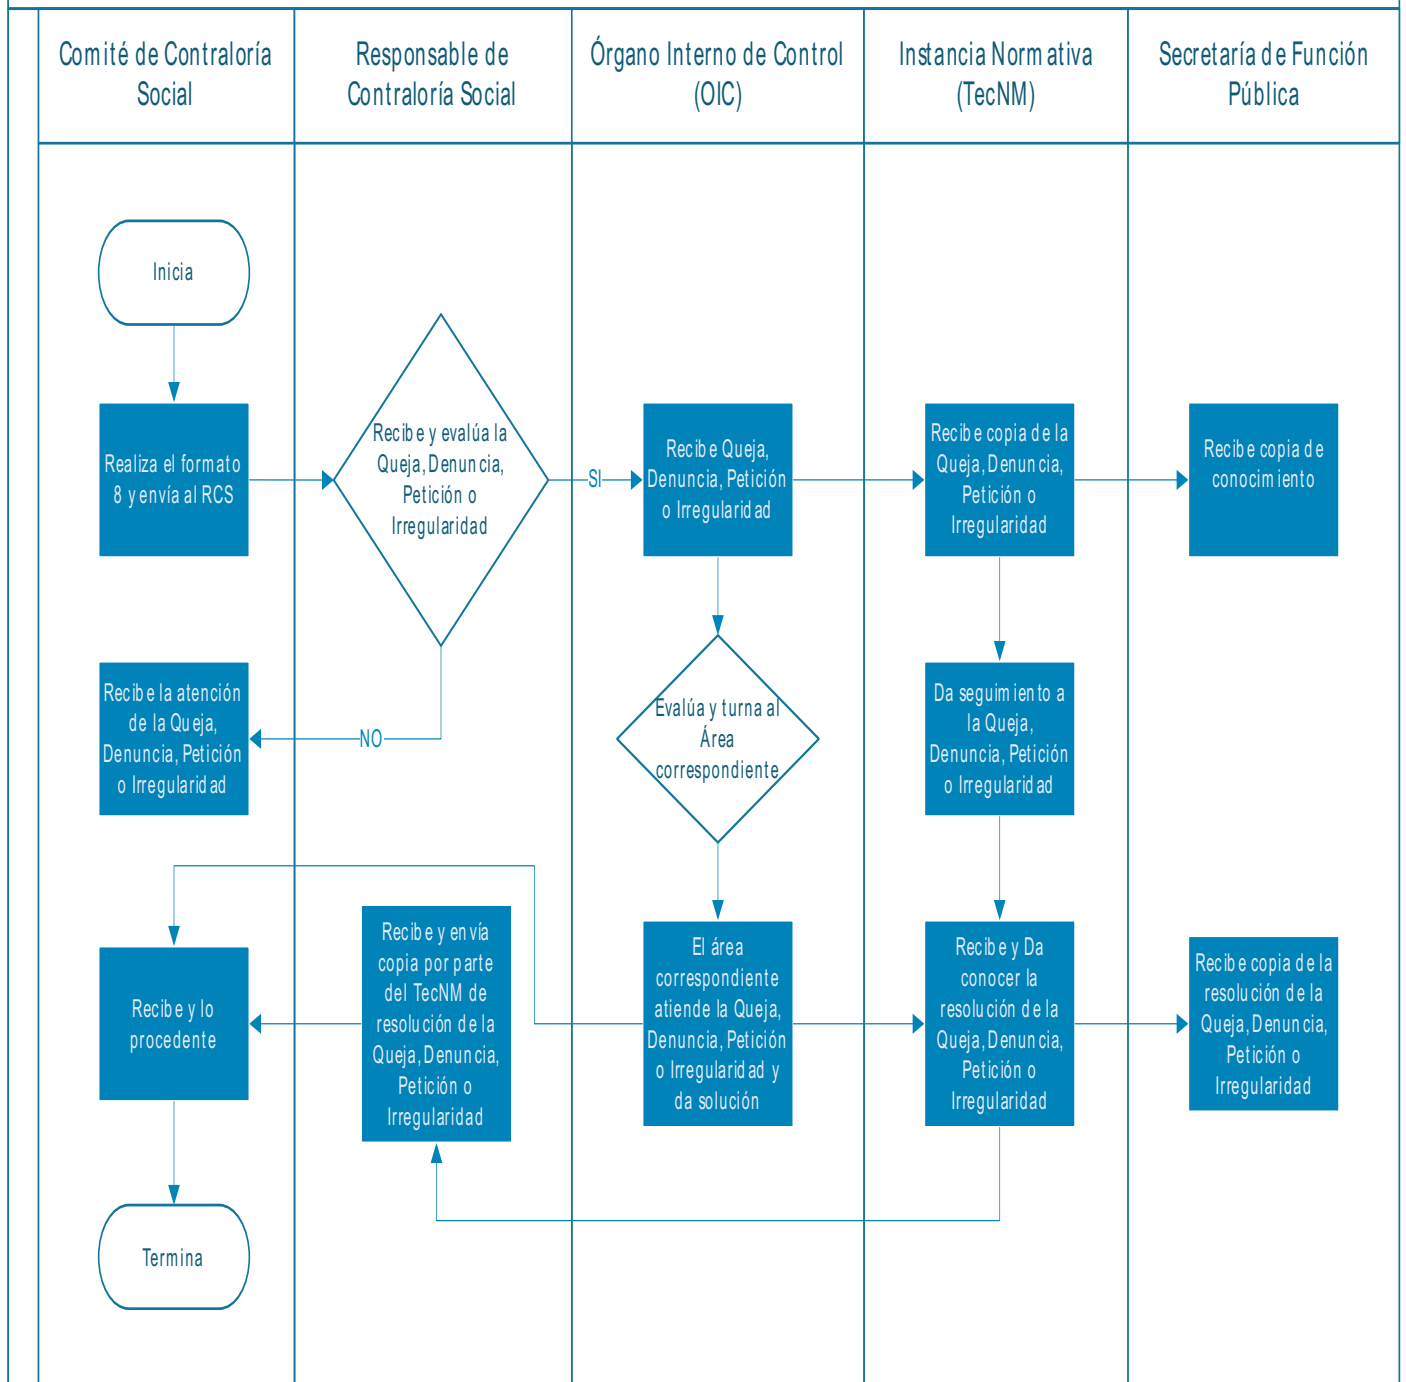 Comité de Contraloría
Social
Responsable de
Contraloría Social
Órgano Interno de Control
(OIC)
Instancia Normativa
(TecNM)
Secretaría de Función
Pública
Inicia
Realiza el formato
8 y envía al RCS
Recibe y evalúa la
Queja, Denuncia,
Petición o
Irregularidad
SI
Recibe Queja,
Denuncia, Petición
o Irregularidad
Recibe copia de la
Queja, Denuncia,
Petición o
Irregularidad
Recibe copia de
conocimiento
Recibe la atención
de la Queja,
Denuncia, Petición
o Irregularidad
NO
Evalúa y turna al
Área
correspondiente
Da seguimiento a
la Queja,
Denuncia, Petición
o Irregularidad
Recibe y lo
procedente
Recibe y envía
copia por parte
del TecNM de
resolución de la
Queja, Denuncia,
Petición o
Irregularidad
El área
correspondiente
atiende la Queja,
Denuncia, Petición
o Irregularidad y
da solución
Recibe y Da
conocer la
resolución de la
Queja, Denuncia,
Petición o
Irregularidad
Recibe copia de la
resolución de la
Queja, Denuncia,
Petición o
Irregularidad
Termina